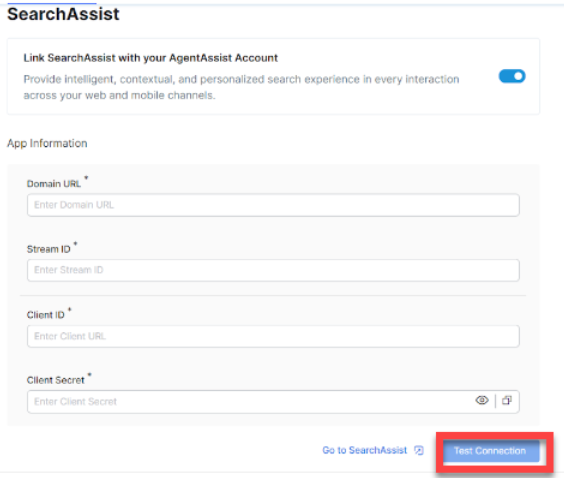 SearchAssist
Link SearchAssist with your AgentAssist Account
Provide intelligent, contextual, and personalized search experience in every interaction
across your web and mobile channels.
App Information
Domain URL *
Enter Domain URL
Stream ID *
Enter Stream ID
Client ID *
Enter Client URL
Client Secret *
Enter Client Secret
Go to SearchAssist
Test Connection